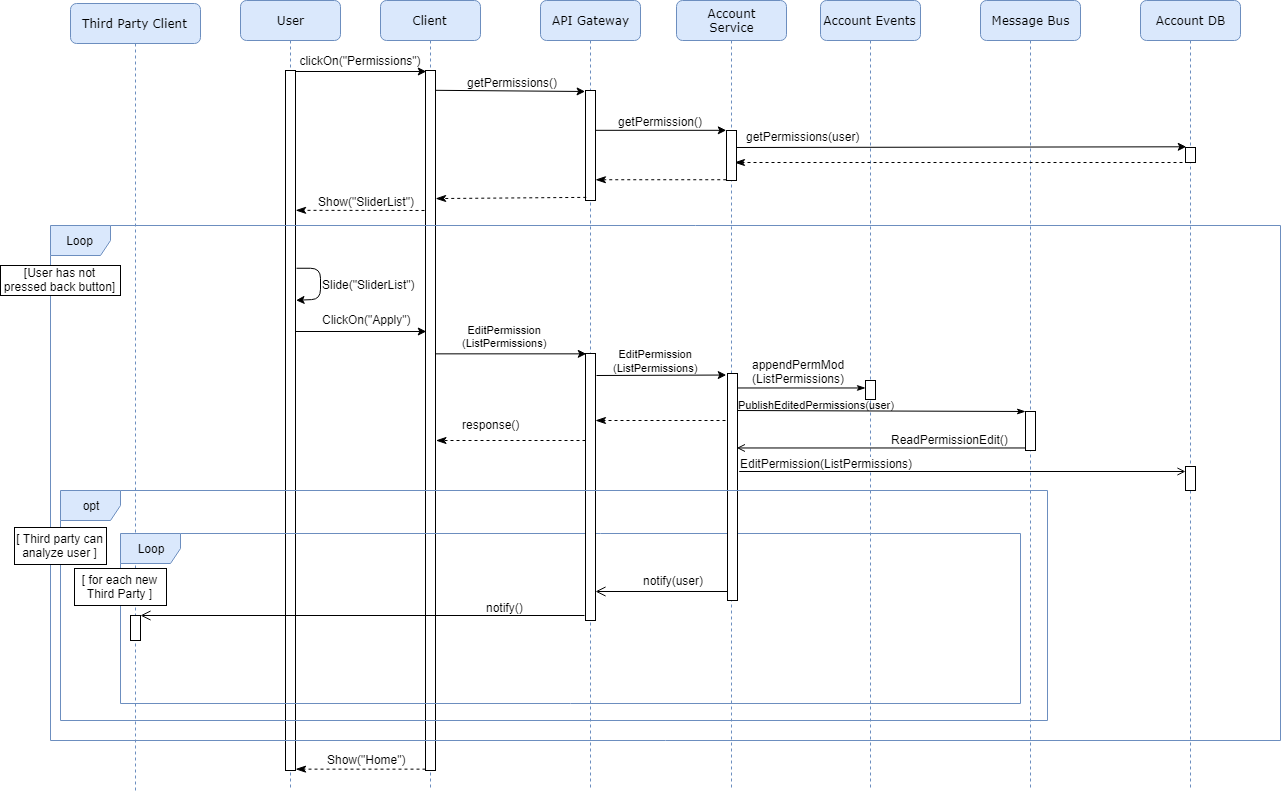 Third Party Client
User
Client
API Gateway
Account
Service
Account Events
Message Bus
Account DB
clickOn("Permissions")
getPermissions()
getPermission()
getPermissions(user)
Show("SliderList")
Loop
[User has not
pressed back button]
Slide("SliderList")
ClickOn("Apply")
EditPermission
(ListPermissions)
EditPermission
(ListPermissions)
appendPermMod
(ListPermissions)
PublishEditedPermissions(user)
response()
ReadPermissionEdit()
EditPermission(ListPermissions)
opt
[ Third party can
analyze user ]
Loop
[ for each new
Third Party ]
notify(user)
notify()
Show("Home")